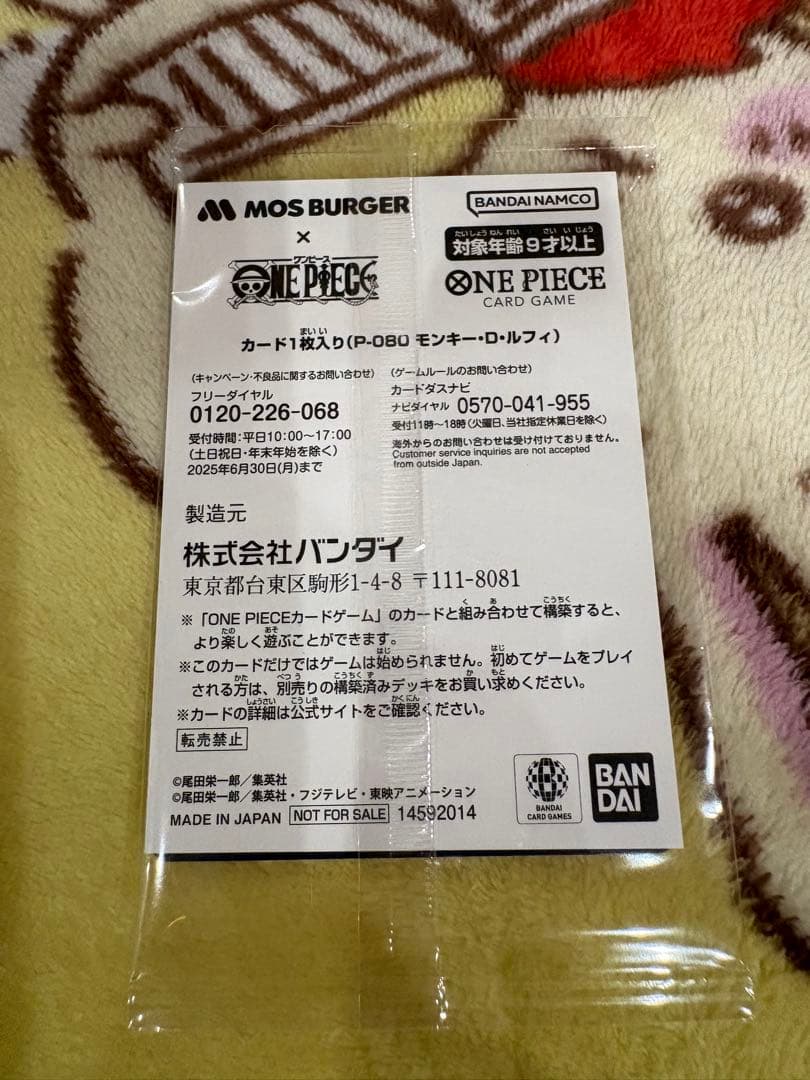 MOS BURGER
×
ワンピース
ONE PIECE
BANDAI NAMCO
たいしょうねんれい さいいじょう
対象年齢9才以上
ONE PIECE
CARD GAME
まいい
カード1枚入り(P-080 モンキー・D・ルフィ)
(キャンペーン・不良品に関するお問い合わせ)
フリーダイヤル
0120-226-068
受付時間:平日10:00〜17:00
(土日祝日・年末年始を除く)
2025年6月30日(月)まで
(ゲームルールのお問い合わせ)
カードダスナビ
ナビダイヤル 0570-041-955
受付11時〜18時(火曜日、当社指定休業日を除く)
海外からのお問い合わせは受け付けておりません。
Customer service inquiries are not accepted
from outside Japan.
製造元
株式会社バンダイ
東京都台東区駒形1-4-8 〒111-8081
く あ こうちく
※「ONE PIECEカードゲーム」のカードと組み合わせて構築すると、
たの あそ
より楽しく遊ぶことができます。
はじ はじ
※このカードだけではゲームは始められません。初めてゲームをプレイ
かた べつう こうちくず か もと
される方は、別売りの構築済みデッキをお買い求めください。
しょうさい こうしき かくにん
※カードの詳細は公式サイトをご確認ください。
転売禁止
©尾田栄一郎/集英社
©尾田栄一郎/集英社・フジテレビ・東映アニメーション
MADE IN JAPAN NOT FOR SALE 14592014
BANDAI
CARD GAMES
BAN
DAI